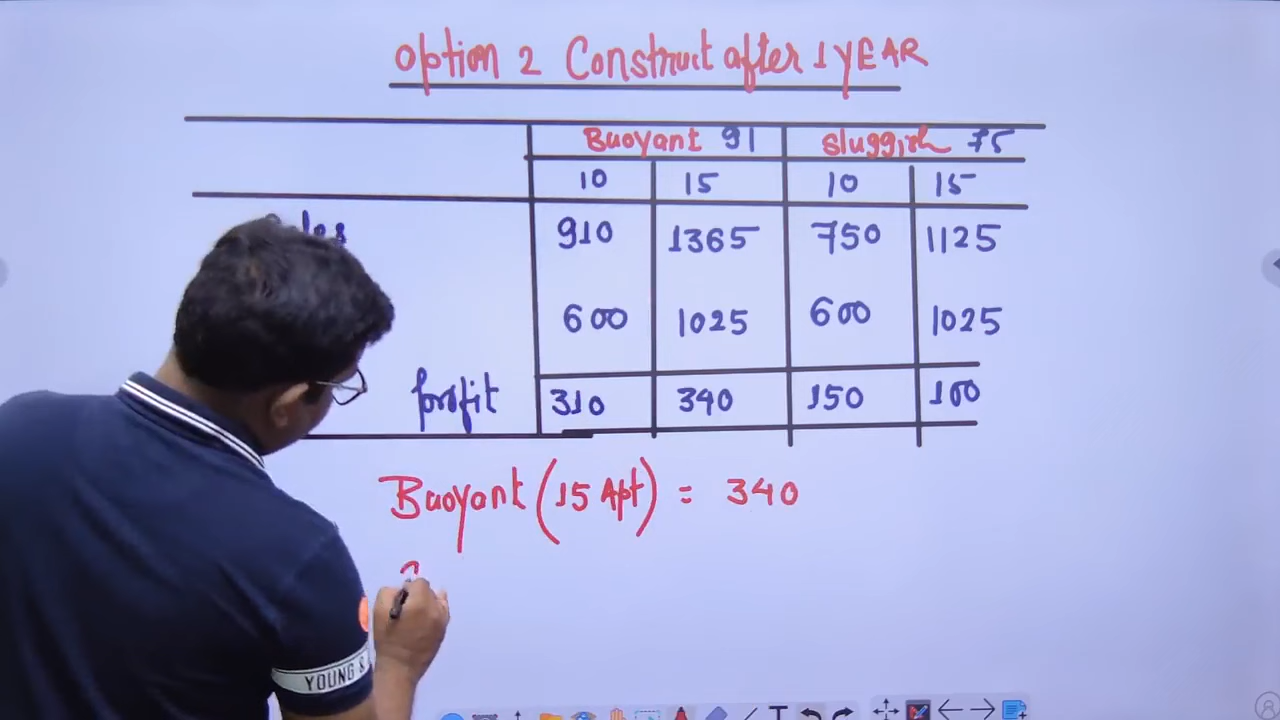 Option 2 Construct after 1 YEAR
Buoyant 91 Sluggish 75
10 15 10 15
910 1365 750 1125
600 1025 600 1025
profit 310 340 150 100
Buoyant (15 Apt) = 340
YOUNG &